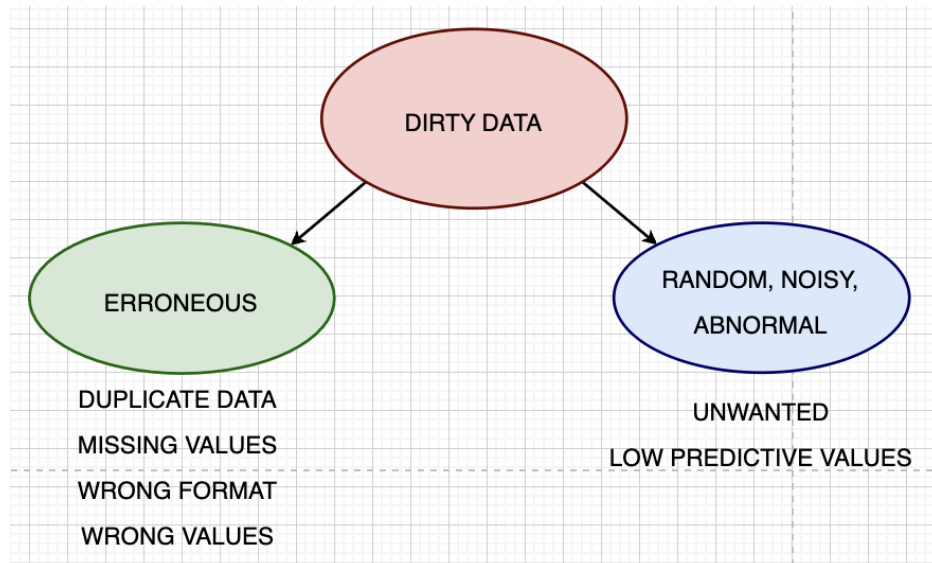 DIRTY DATA
ERRONEOUS
DUPLICATE DATA
MISSING VALUES
WRONG FORMAT
WRONG VALUES
RANDOM, NOISY,
ABNORMAL
UNWANTED
LOW PREDICTIVE VALUES